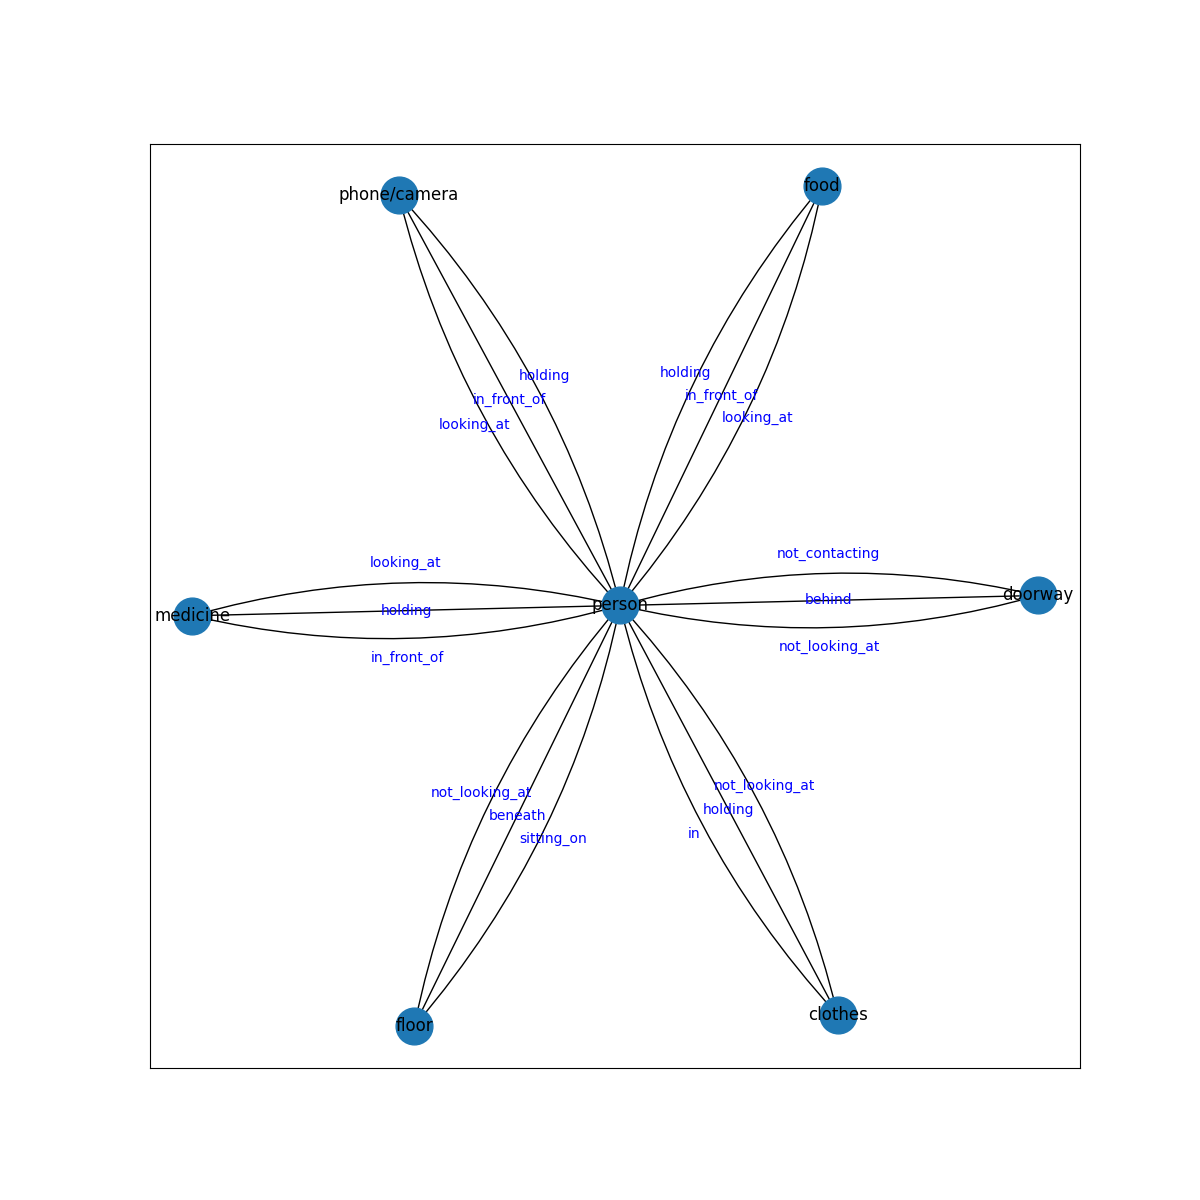 food
phone/camera
holding
holding
in_front_of
in_front_of
looking_at
looking_at
not_contacting
looking_at
doorway
behind
person
holding
medicine
not_looking_at
in_front_of
not_looking_at
not_looking_at
holding
beneath
in
sitting_on
clothes
floor